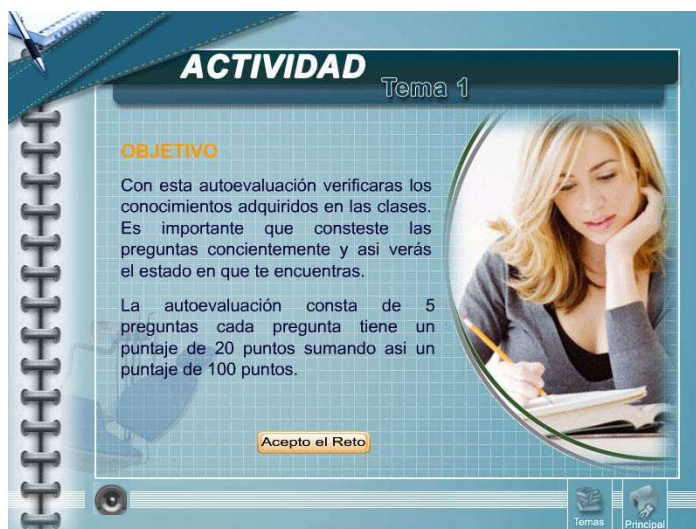 ACTIVIDAD
Tema 1
OBJETIVO
Con esta autoevaluación verificaras los
conocimientos adquiridos en las clases.
Es importante que consteste las
preguntas concientemente y asi verás
el estado en que te encuentras.
La autoevaluación consta de 5
preguntas cada pregunta tiene un
puntaje de 20 puntos sumando asi un
puntaje de 100 puntos.
Acepto el Reto
Temas
Principal